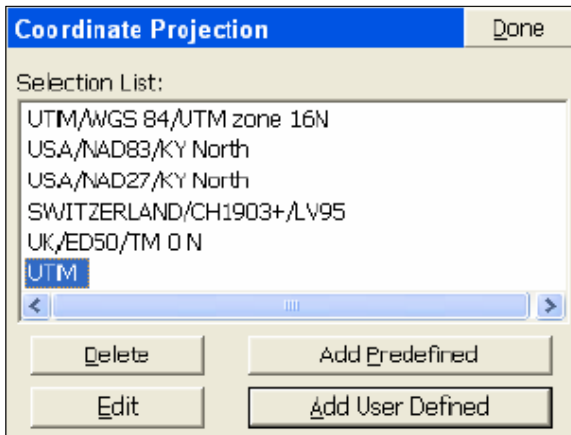 Coordinate Projection
Done
Selection List:
UTM/WGS 84/UTM zone 16N
USA/NAD83/KY North
USA/NAD27/KY North
SWITZERLAND/CH1903+/LV95
UK/ED50/TM 0 N
UTM
Delete
Add Predefined
Edit
Add User Defined